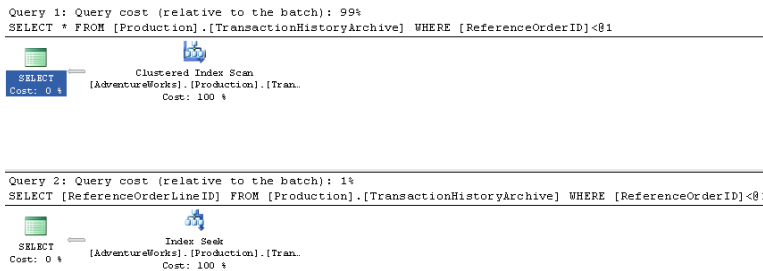 Query 1: Query cost (relative to the batch): 99%
SELECT * FROM [Production].[TransactionHistoryArchive] WHERE [ReferenceOrderID]<@1
SELECT
Cost: 0 %
Clustered Index Scan
[AdventureWorks].[Production].[Tran…
Cost: 100 %
Query 2: Query cost (relative to the batch): 1%
SELECT [ReferenceOrderLineID] FROM [Production].[TransactionHistoryArchive] WHERE [ReferenceOrderID]<@1
SELECT
Cost: 0 %
Index Seek
[AdventureWorks].[Production].[Tran…
Cost: 100 %